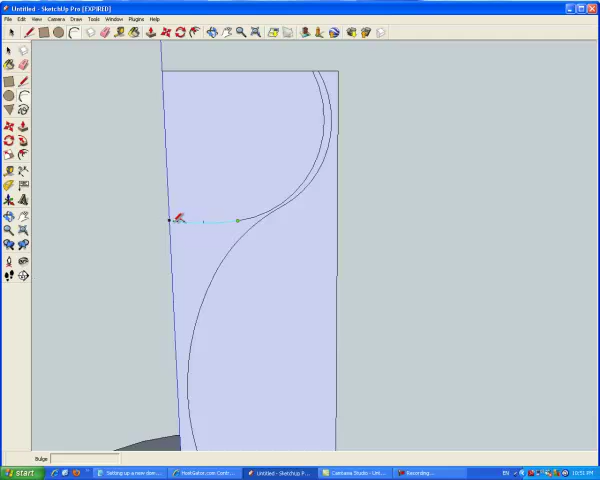 Untitled - SketchUp Pro [EXPIRED]
File Edit View Camera Draw Tools Window Plugins Help
Bulge
start
Setting up a new dom...
HostGator.com Contr...
Untitled - SketchUp P...
Camtasia Studio - Unt...
Recording...
EN
10:51 PM